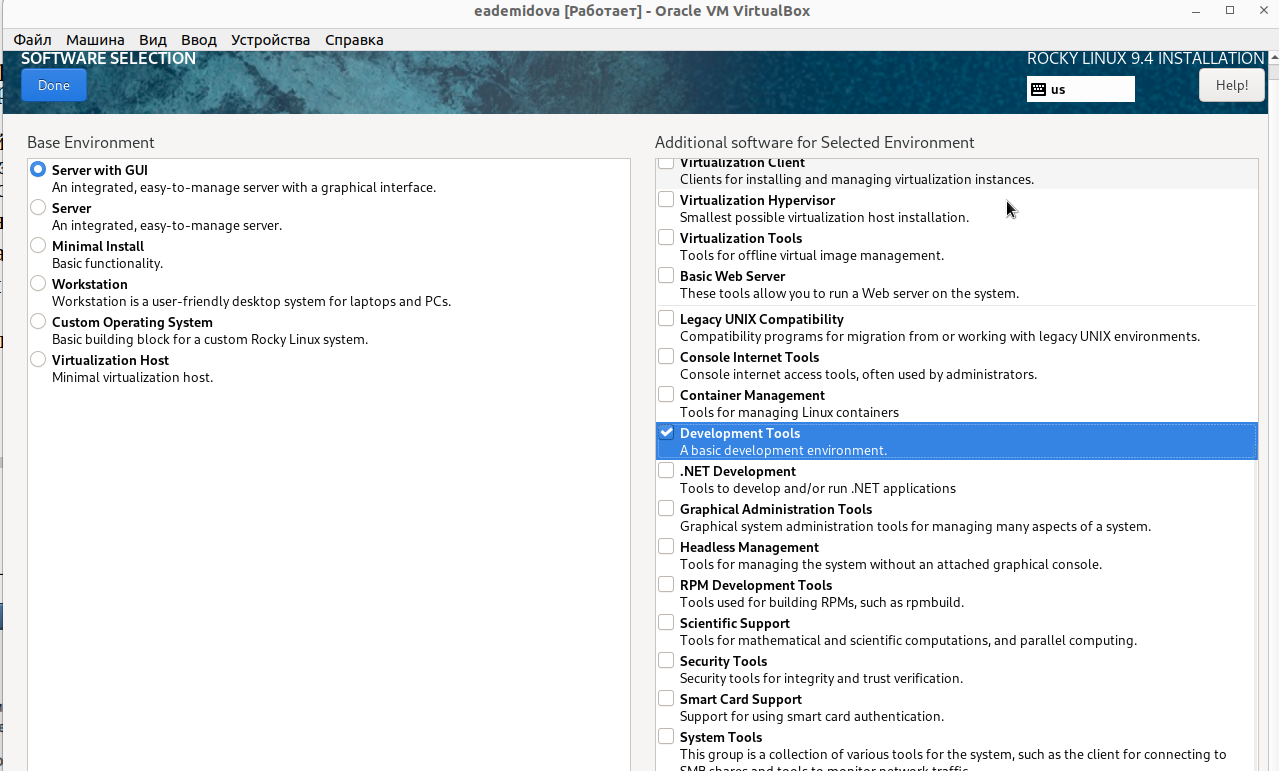 eademidova [Работает] - Oracle VM VirtualBox
Файл Машина Вид Ввод Устройства Справка
SOFTWARE SELECTION
ROCKY LINUX 9.4 INSTALLATION
Done
us
Help!
Base Environment
Server with GUI
An integrated, easy-to-manage server with a graphical interface.
Server
An integrated, easy-to-manage server.
Minimal Install
Basic functionality.
Workstation
Workstation is a user-friendly desktop system for laptops and PCs.
Custom Operating System
Basic building block for a custom Rocky Linux system.
Virtualization Host
Minimal virtualization host.
Additional software for Selected Environment
Virtualization Client
Clients for installing and managing virtualization instances.
Virtualization Hypervisor
Smallest possible virtualization host installation.
Virtualization Tools
Tools for offline virtual image management.
Basic Web Server
These tools allow you to run a Web server on the system.
Legacy UNIX Compatibility
Compatibility programs for migration from or working with legacy UNIX environments.
Console Internet Tools
Console internet access tools, often used by administrators.
Container Management
Tools for managing Linux containers
Development Tools
A basic development environment.
.NET Development
Tools to develop and/or run .NET applications
Graphical Administration Tools
Graphical system administration tools for managing many aspects of a system.
Headless Management
Tools for managing the system without an attached graphical console.
RPM Development Tools
Tools used for building RPMs, such as rpmbuild.
Scientific Support
Tools for mathematical and scientific computations, and parallel computing.
Security Tools
Security tools for integrity and trust verification.
Smart Card Support
Support for using smart card authentication.
System Tools
This group is a collection of various tools for the system, such as the client for connecting to
SMB shares and tools to monitor network traffic.